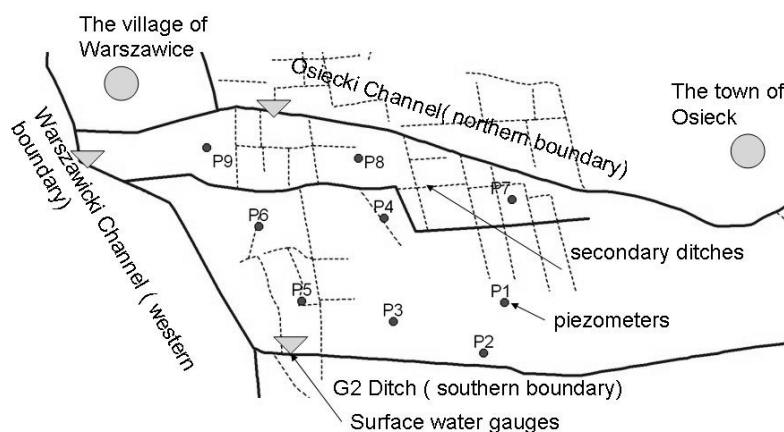 The village of
Warszawice
Osiecki Channel( northern boundary)
The town of
Osieck
Warszawicki Channel ( western
boundary)
P9
P8
P7
P6
P4
secondary ditches
P5
P3
P1
piezometers
P2
G2 Ditch ( southern boundary)
Surface water gauges